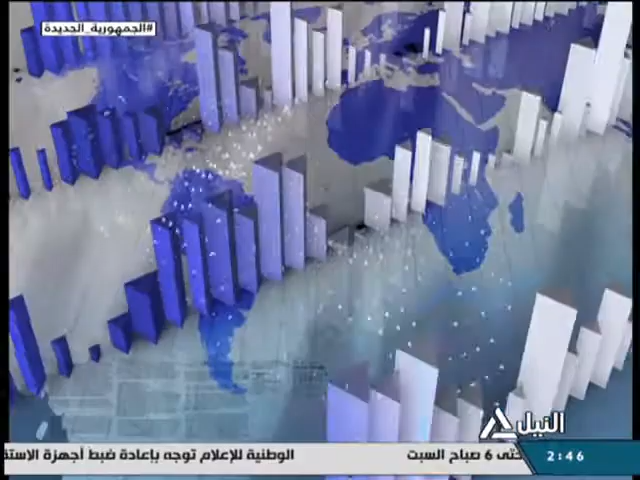 #الجمهورية_الجديدة
النيل
حتى 6 صباح السبت
الوطنية للإعلام توجه بإعادة ضبط أجهزة
2:46